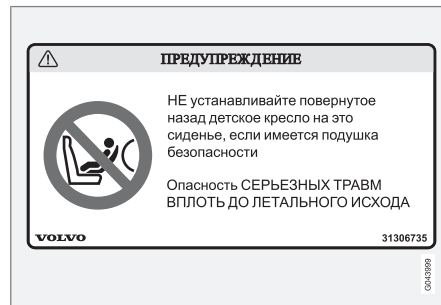 ПРЕДУПРЕЖДЕНИЕ
НЕ устанавливайте повернутое
назад детское кресло на это
сиденье, если имеется подушка
безопасности
Опасность СЕРЬЕЗНЫХ ТРАВМ
ВПЛОТЬ ДО ЛЕТАЛЬНОГО ИСХОДА
VOLVO
31306735
G043999